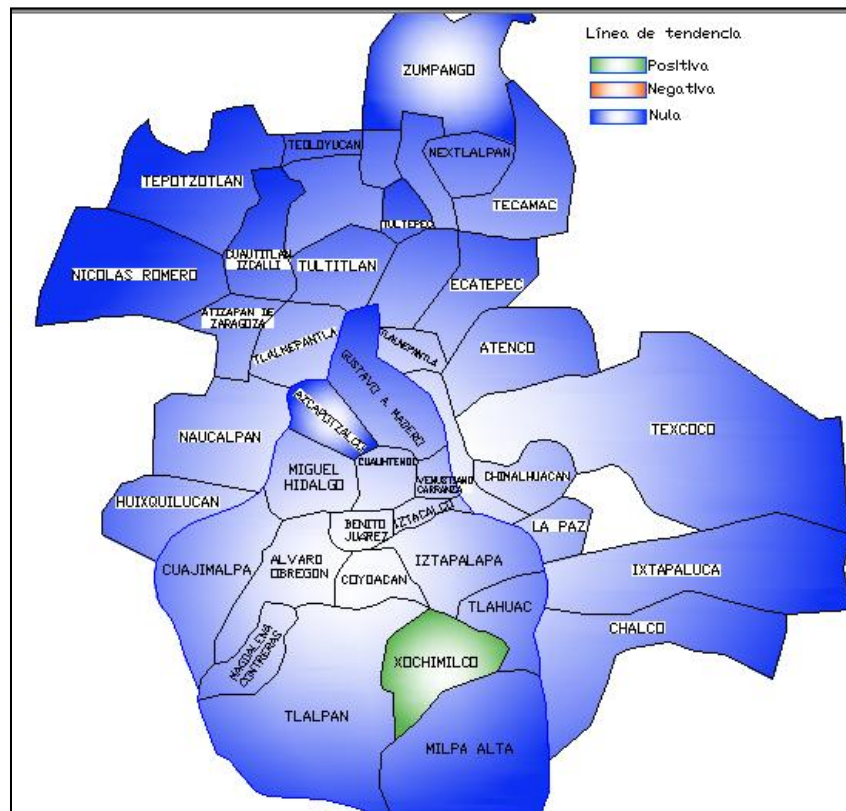 Línea de tendencia
Positiva
Negativa
Nula
ZUMPANGO
TEOLOYUCAN
NEXTLALPAN
TEPOTZOTLAN
TECAMAC
TULTEPEC
CUAUTITLAN
IZCALLI
TULTITLAN
NICOLAS ROMERO
ECATEPEC
ATIZAPAN DE
ZARAGOZA
TLALNEPANTLA
TLALNEPANTLA
ATENCO
GUSTAVO A. MADERO
AZCAPOTZALCO
TEXCOCO
NAUCALPAN
CUAUHTEMOC
MIGUEL
HIDALGO
VENUSTIANO
CARRANZA
CHIMALHUACAN
HUIXQUILUCAN
IZTACALCO
BENITO
JUAREZ
LA PAZ
CUAJIMALPA
ALVARO
OBREGON
IZTAPALAPA
COYOACAN
IXTAPALUCA
TLAHUAC
CHALCO
MAGDALENA
CONTRERAS
XOCHIMILCO
TLALPAN
MILPA ALTA